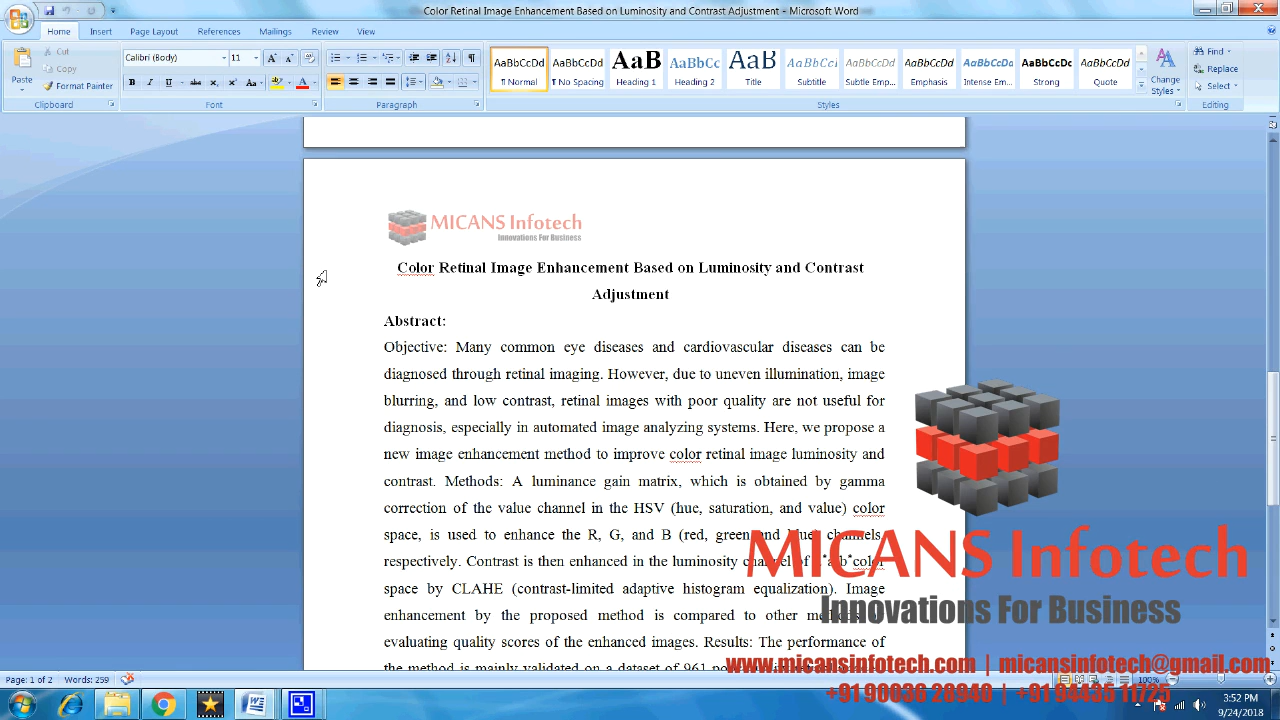 Color Retinal Image Enhancement Based on Luminosity and Contrast Adjustment - Microsoft Word
Home Insert Page Layout References Mailings Review View
Paste
Cut
Copy
Format Painter
Clipboard
Calibri (Body) 11
Font
Paragraph
AaBbCcDd AaBbCcDd AaB AaBbCc AaB AaBbCcI AaBbCcDd AaBbCcDd AaBbCcDd AaBbCcDc AaBbCcDd
¶ Normal ¶ No Spacing Heading 1 Heading 2 Title Subtitle Subtle Emp... Emphasis Intense Em... Strong Quote
Change Styles
Styles
Find
Replace
Select
Editing
MICANS Infotech
Innovations For Business
Color Retinal Image Enhancement Based on Luminosity and Contrast
Adjustment
Abstract:
Objective: Many common eye diseases and cardiovascular diseases can be
diagnosed through retinal imaging. However, due to uneven illumination, image
blurring, and low contrast, retinal images with poor quality are not useful for
diagnosis, especially in automated image analyzing systems. Here, we propose a
new image enhancement method to improve color retinal image luminosity and
contrast. Methods: A luminance gain matrix, which is obtained by gamma
correction of the value channel in the HSV (hue, saturation, and value) color
space, is used to enhance the R, G, and B (red, green and blue) channels,
respectively. Contrast is then enhanced in the luminosity channel of a*b* color
space by CLAHE (contrast-limited adaptive histogram equalization). Image
enhancement by the proposed method is compared to other
evaluating quality scores of the enhanced images. Results: The performance of
the method is mainly validated on a dataset of 961
MICANS Infotech
Innovations For Business
www.micansinfotech.com | micansinfotech@gmail.com
+91 90036 28940 | +91 94435 11725
Page: 1 of 2 Words: 259
100%
3:52 PM
9/24/2018